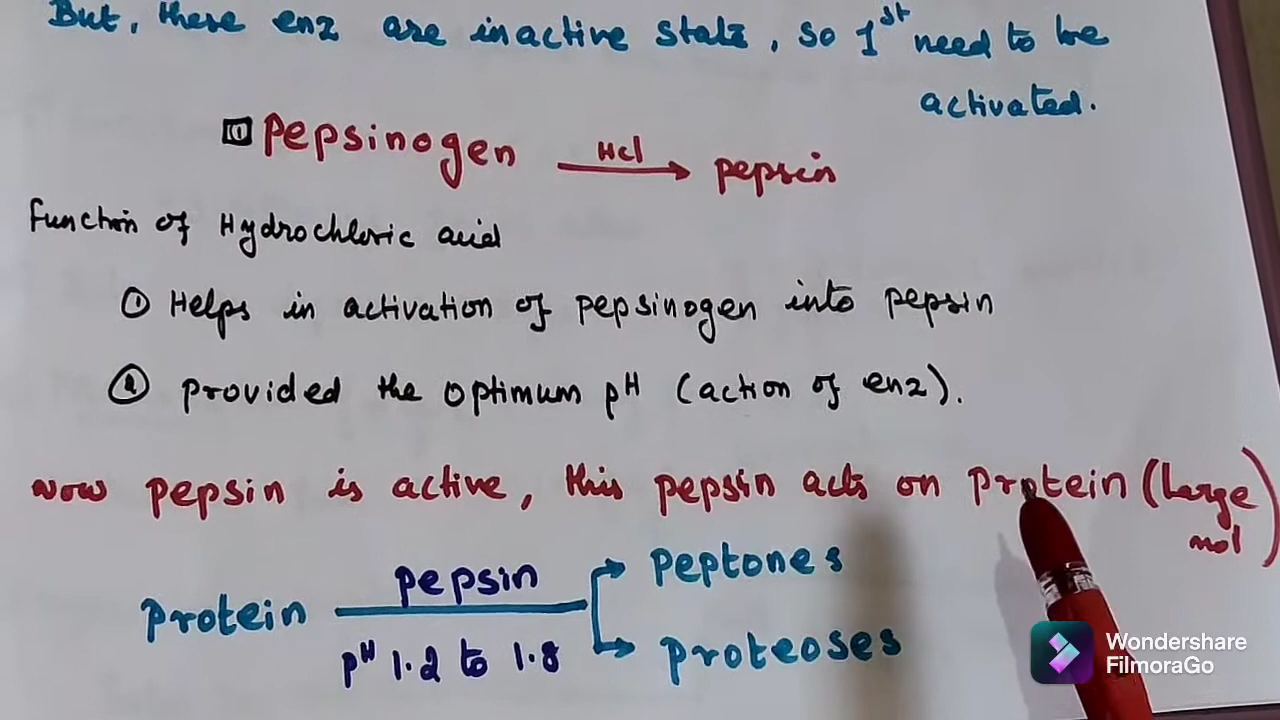 But, these enz are inactive state, so 1st need to be
activated.
① Pepsinogen HCl → pepsin
Function of Hydrochloric acid
① Helps in activation of pepsinogen into pepsin
② provided the optimum pH (action of enz).
Now pepsin is active, this pepsin acts on protein (large
mol)
protein pepsin → peptones
pH 1.2 to 1.8 → proteoses
Wondershare
FilmoraGo